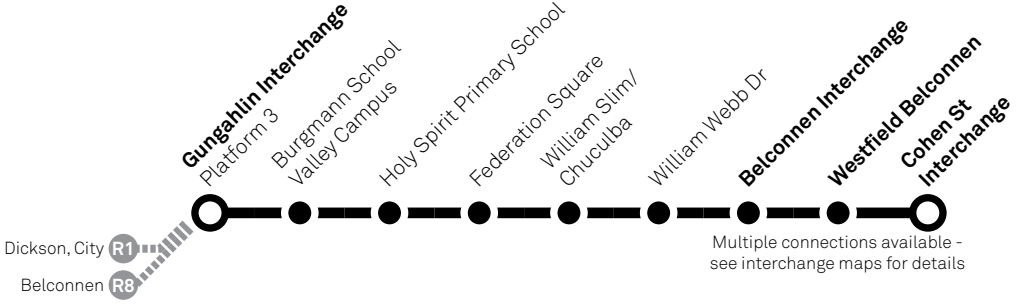 Gungahlin Interchange
Platform 3
Burgmann School
Valley Campus
Holy Spirit Primary School
Federation Square
William Slim/
Chuculba
William Webb Dr
Belconnen Interchange
Westfield Belconnen
Cohen St
Interchange
Dickson, City R1
Belconnen R8
Multiple connections available -
see interchange maps for details